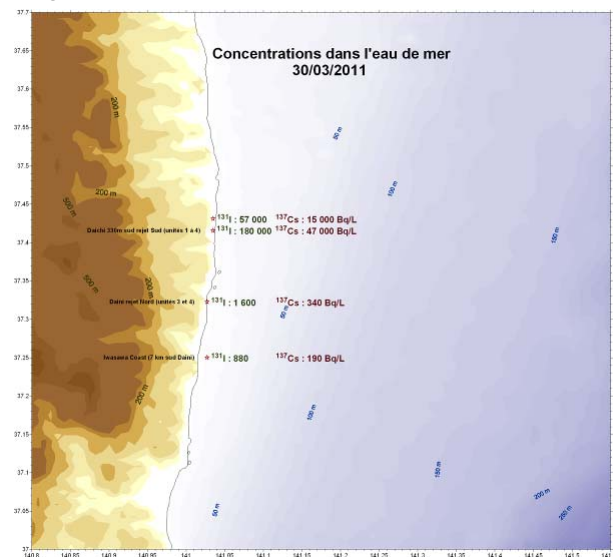 Concentrations dans l'eau de mer
30/03/2011
131I : 57 000 137Cs : 15 000 Bq/L
Daiichi 330m sud rejet Sud (unités 1 à 4) 131I : 180 000 137Cs : 47 000 Bq/L
Daini rejet Nord (unités 3 et 4) 131I : 1 600 137Cs : 340 Bq/L
Iwasawa Coast (7 km sud Daini) 131I : 880 137Cs : 190 Bq/L
200 m
500 m
200 m
200 m
500 m
200 m
200 m
50 m
100 m
150 m
50 m
100 m
150 m
50 m
200 m
250 m
37.7
37.65
37.6
37.55
37.5
37.45
37.4
37.35
37.3
37.25
37.2
37.15
37.1
37.05
37
140.8 140.85 140.9 140.95 141 141.05 141.1 141.15 141.2 141.25 141.3 141.35 141.4 141.45 141.5